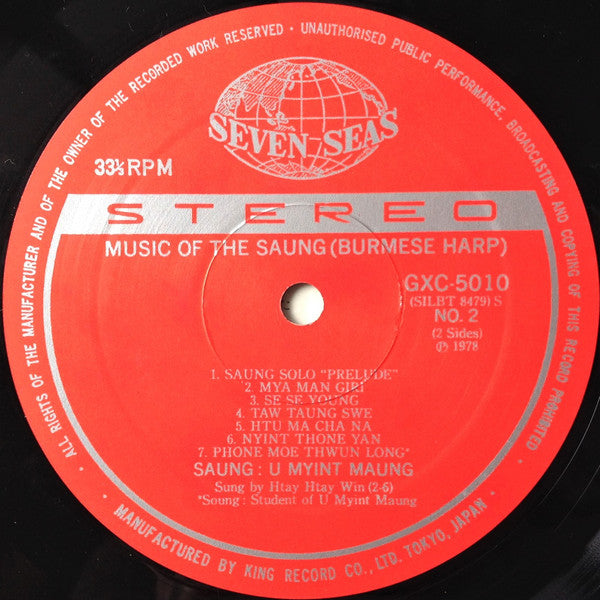 · ALL RIGHTS OF THE MANUFACTURER AND OF THE OWNER OF THE RECORDED WORK RESERVED · UNAUTHORISED PUBLIC PERFORMANCE, BROADCASTING AND COPYING OF THIS RECORD PROHIBITED ·
SEVEN SEAS
33⅓ RPM
STEREO
MUSIC OF THE SAUNG (BURMESE HARP)
GXC-5010
(SILBT 8479) S
NO. 2
(2 Sides)
℗ 1978
1. SAUNG SOLO "PRELUDE"
2. MYA MAN GIRI
3. SE SE YOUNG
4. TAW TAUNG SWE
5. HTU MA CHA NA
6. NYINT THONE YAN
7. PHONE MOE THWUN LONG*
SAUNG : U MYINT MAUNG
Sung by Htay Htay Win (2-6)
*Soung : Student of U Myint Maung
· MANUFACTURED BY KING RECORD CO., LTD. TOKYO, JAPAN ·